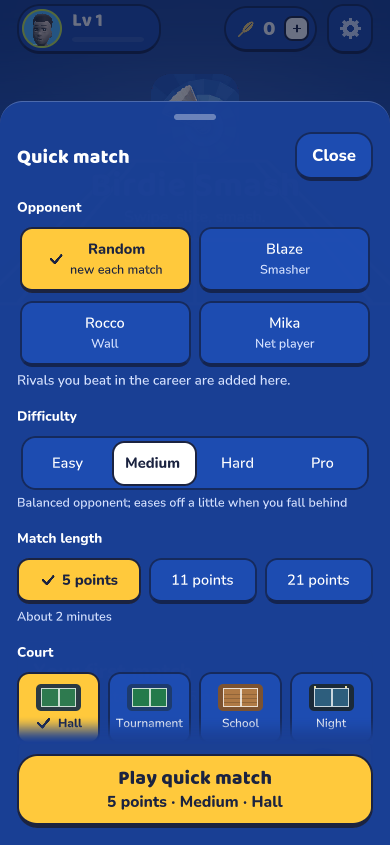 Lv 1
0
+
Birdie Smash
Quick match
Close
Opponent
Random
new each match
Blaze
Smasher
Rocco
Wall
Mika
Net player
Rivals you beat in the career are added here.
Difficulty
Easy
Medium
Hard
Pro
Balanced opponent; eases off a little when you fall behind
Match length
5 points
11 points
21 points
About 2 minutes
Court
Hall
Tournament
School
Night
Play quick match
5 points · Medium · Hall